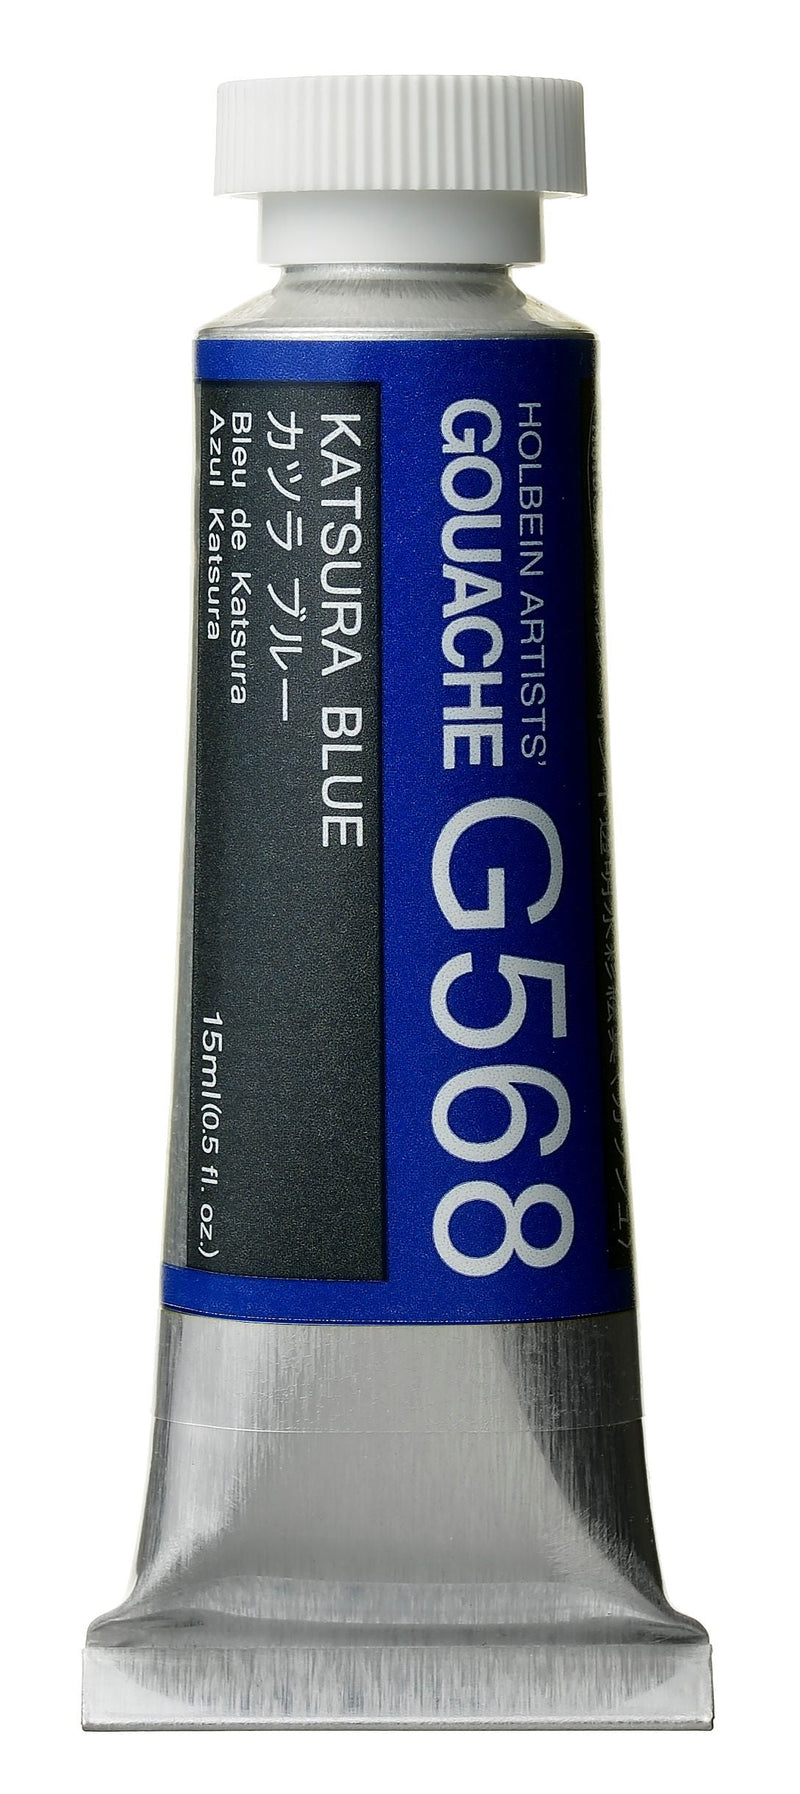 HOLBEIN ARTISTS'
GOUACHE G568
KATSURA BLUE
カツラ ブルー
Bleu de Katsura
Azul Katsura
15ml(0.5 fl. oz.)